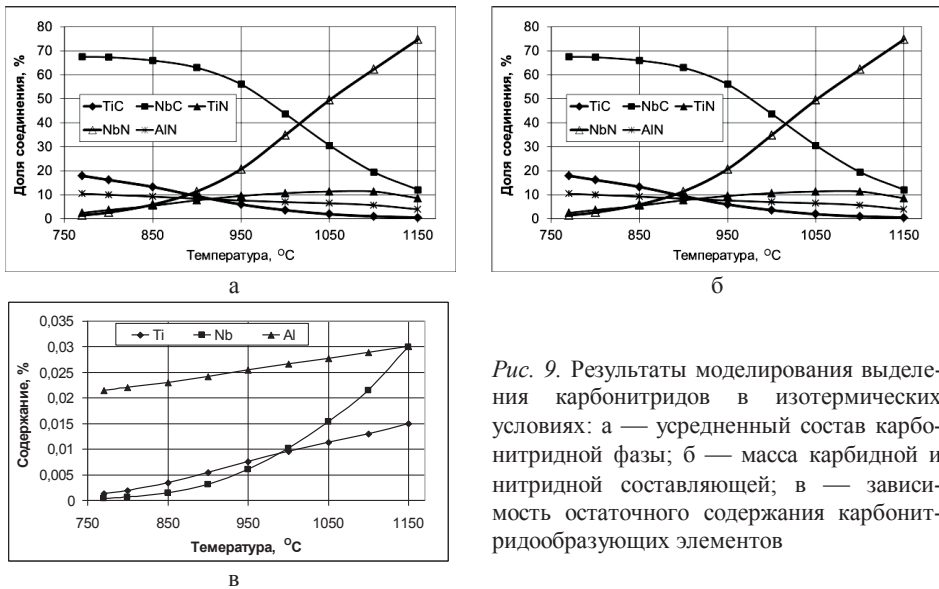 80
70
60
50
40
30
20
10
0
Доля соединения, %
TiC NbC TiN
NbN AlN
750 850 950 1050 1150
Температура, °С
а
80
70
60
50
40
30
20
10
0
Доля соединения, %
TiC NbC TiN
NbN AlN
750 850 950 1050 1150
Температура, °С
б
0,035
0,03
0,025
0,02
0,015
0,01
0,005
0
Содержание, %
Ti Nb Al
750 850 950 1050 1150
Темература, °С
в
Рис. 9. Результаты моделирования выделе-
ния карбонитридов в изотермических
условиях: а — усредненный состав карбо-
нитридной фазы; б — масса карбидной и
нитридной составляющей; в — зависи-
мость остаточного содержания карбонит-
ридообразующих элементов